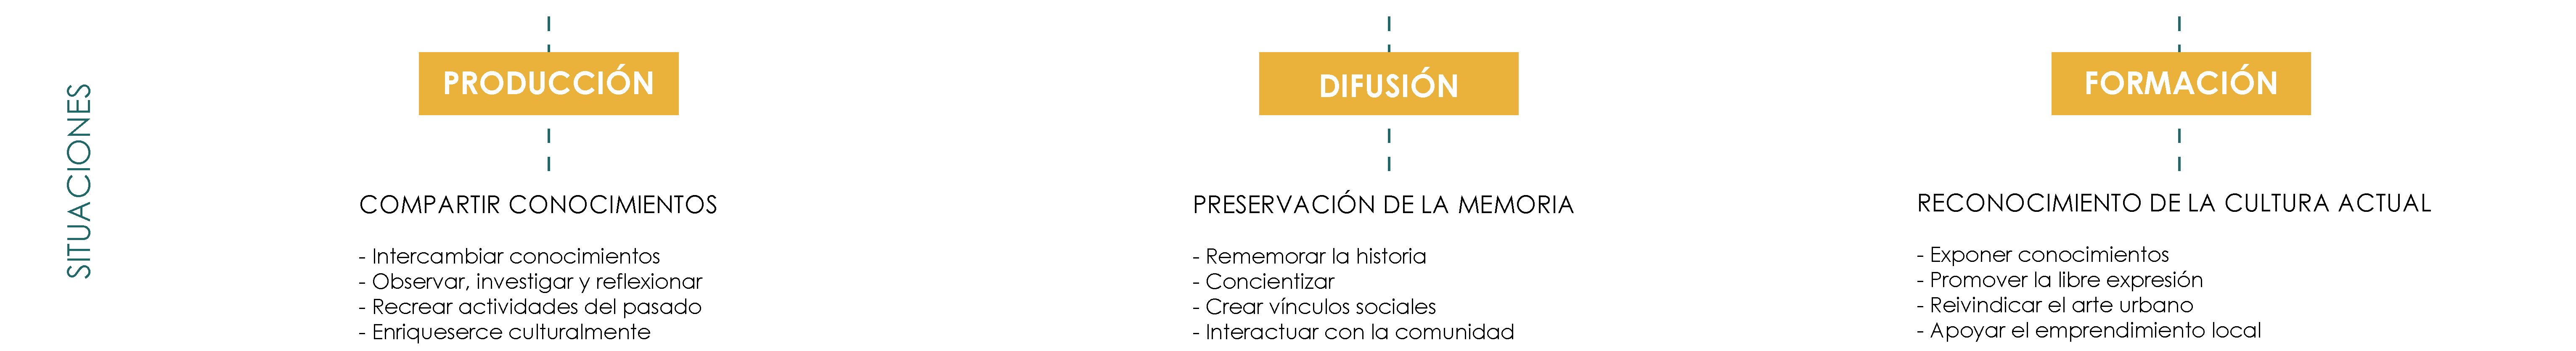 SITUACIONES
PRODUCCIÓN
COMPARTIR CONOCIMIENTOS
- Intercambiar conocimientos
- Observar, investigar y reflexionar
- Recrear actividades del pasado
- Enriqueserce culturalmente
DIFUSIÓN
PRESERVACIÓN DE LA MEMORIA
- Rememorar la historia
- Concientizar
- Crear vínculos sociales
- Interactuar con la comunidad
FORMACIÓN
RECONOCIMIENTO DE LA CULTURA ACTUAL
- Exponer conocimientos
- Promover la libre expresión
- Reivindicar el arte urbano
- Apoyar el emprendimiento local